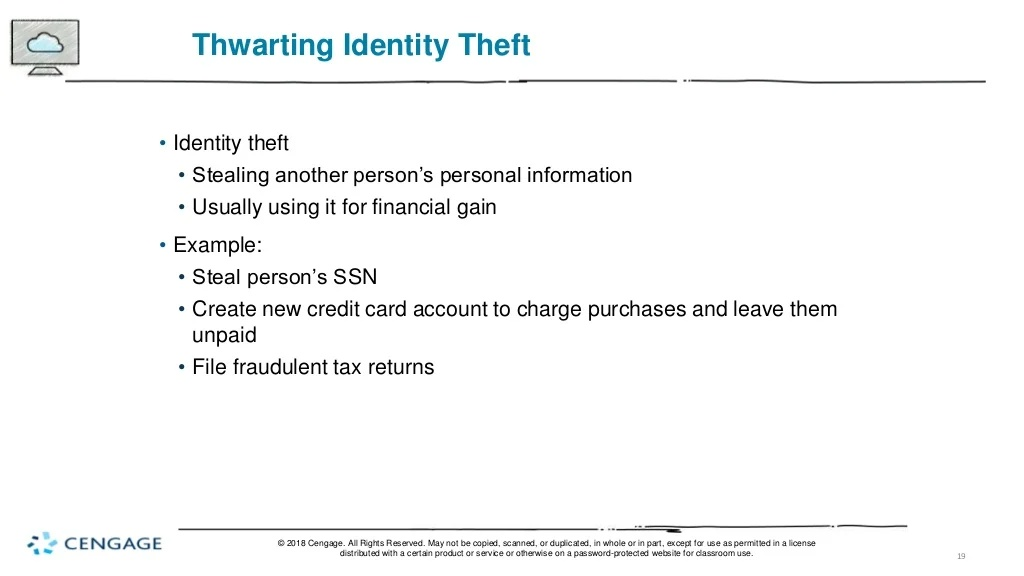 Thwarting Identity Theft
• Identity theft
• Stealing another person’s personal information
• Usually using it for financial gain
• Example:
• Steal person’s SSN
• Create new credit card account to charge purchases and leave them
unpaid
• File fraudulent tax returns
CENGAGE
© 2018 Cengage. All Rights Reserved. May not be copied, scanned, or duplicated, in whole or in part, except for use as permitted in a license
distributed with a certain product or service or otherwise on a password-protected website for classroom use.
19